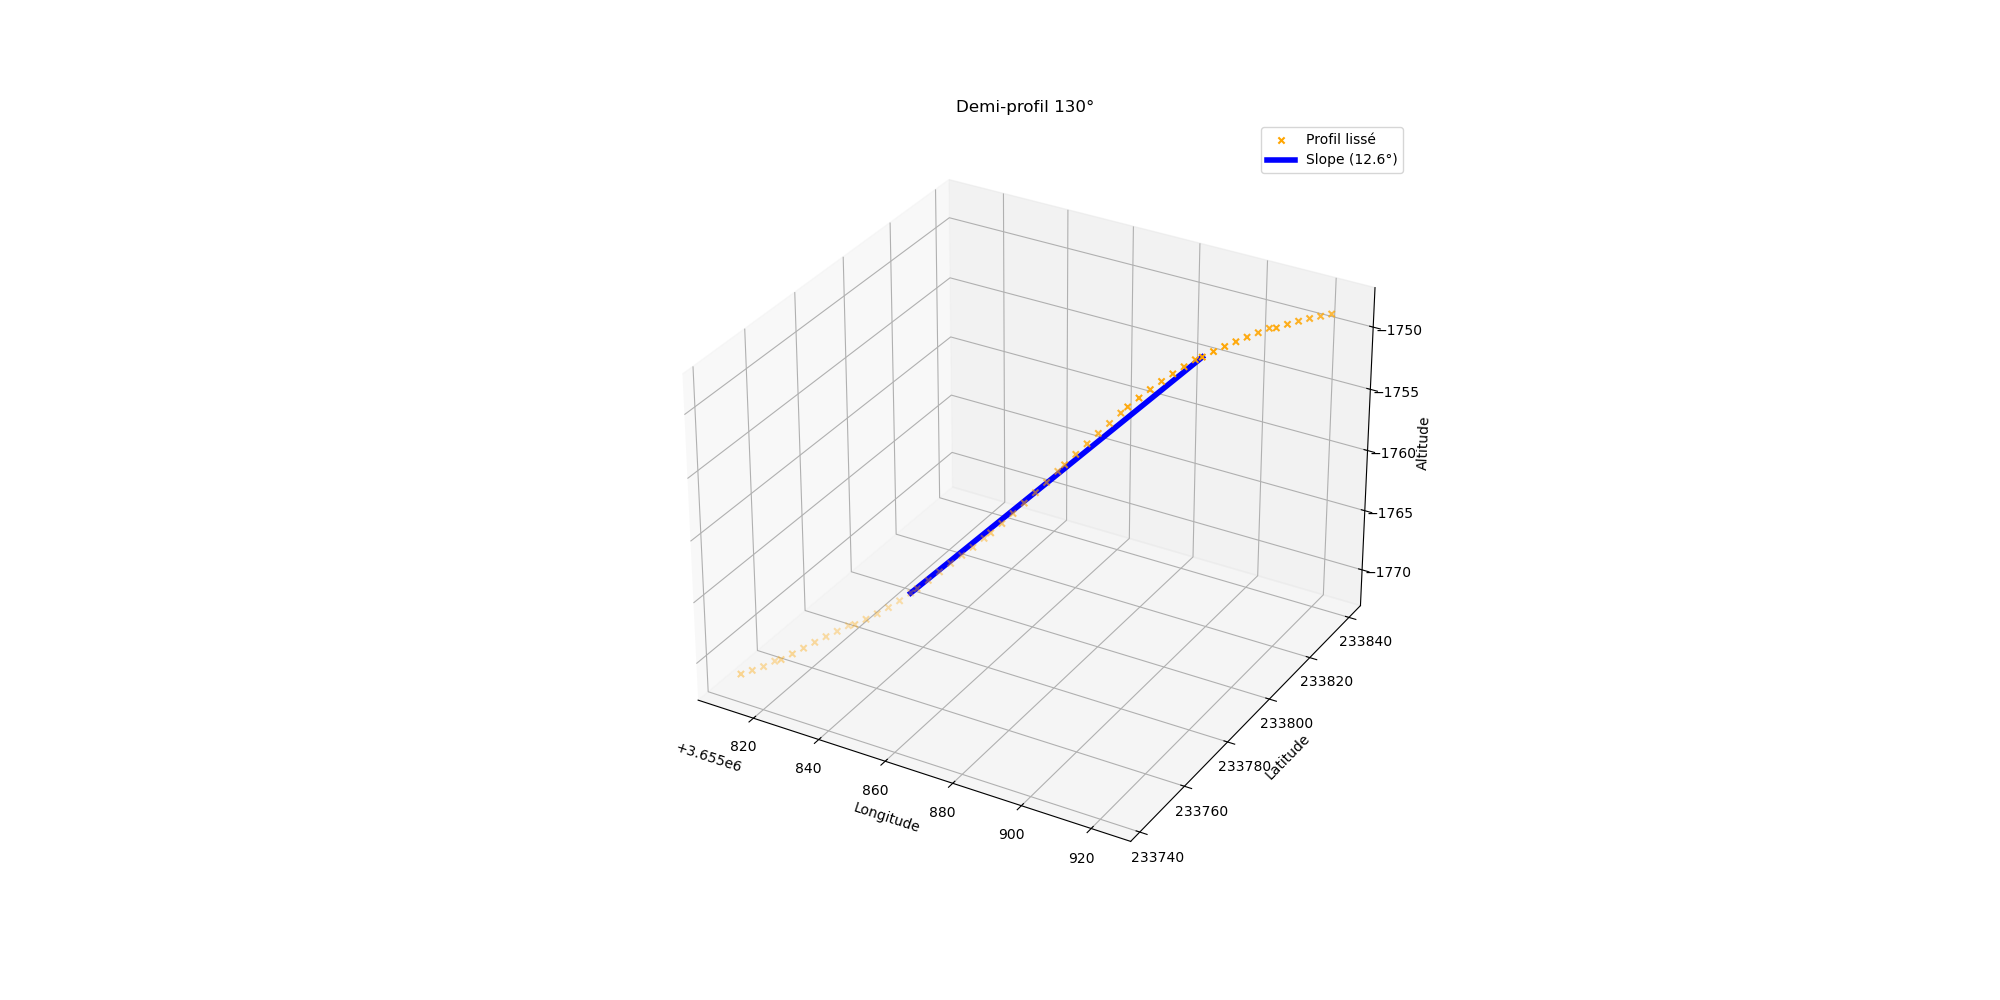 Demi-profil 130°
Profil lissé
Slope (12.6°)
−1750
−1755
−1760
−1765
−1770
Altitude
233840
233820
233800
233780
233760
233740
Latitude
820
840
860
880
900
920
+3.655e6
Longitude